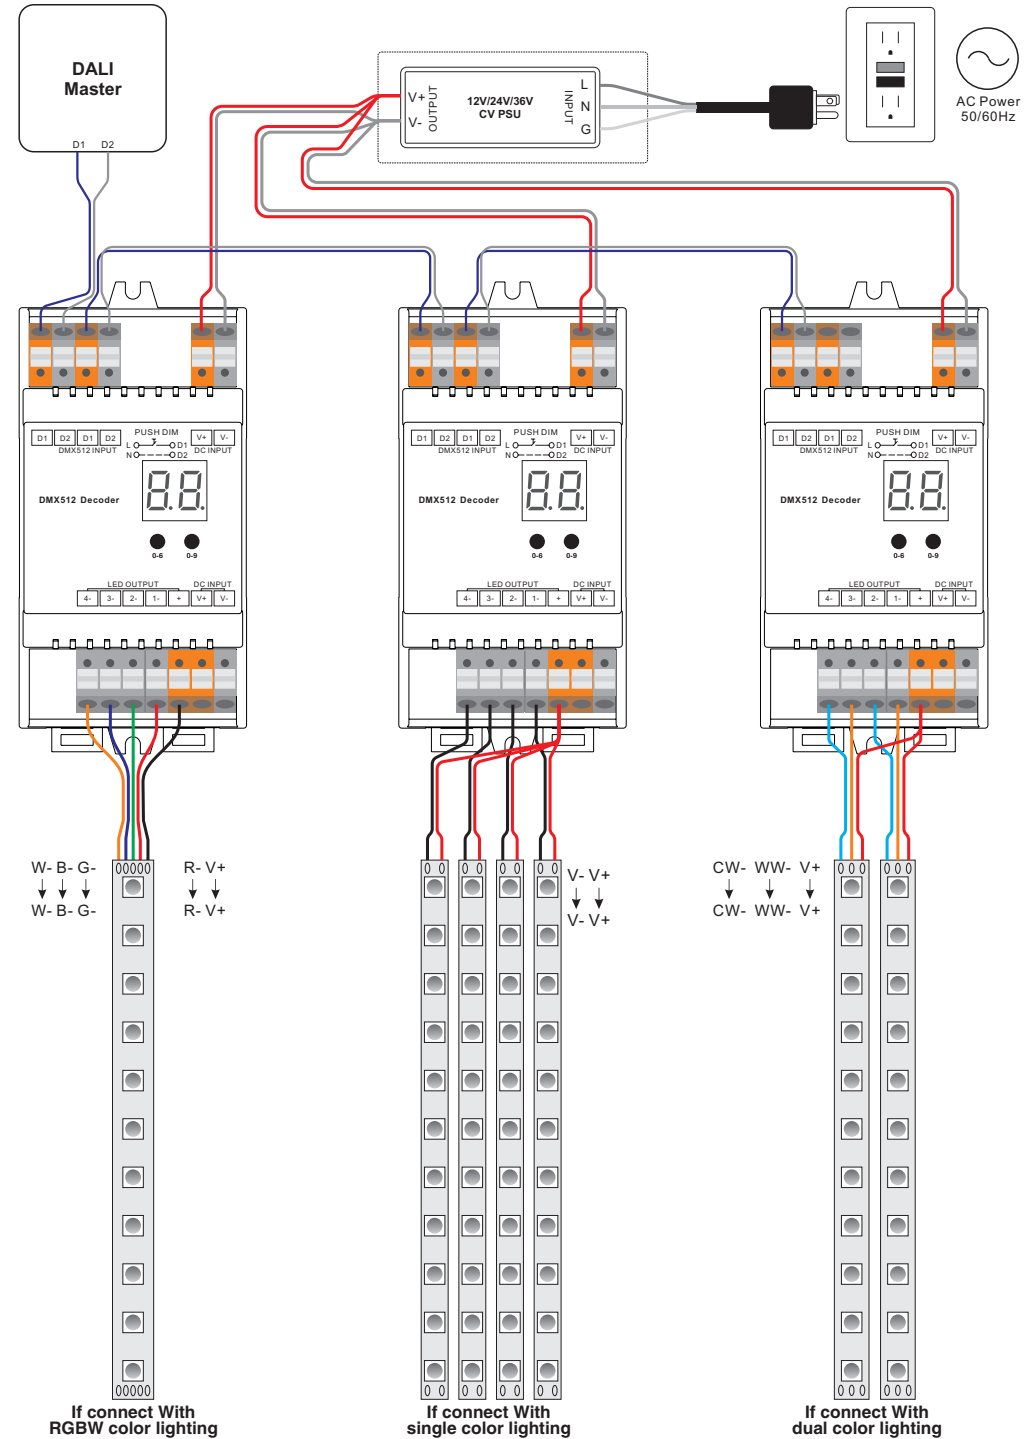 DALI
Master
D1 D2
V+
V-
OUTPUT
12V/24V/36V
CV PSU
INPUT
L
N
G
AC Power
50/60Hz
D1 D2 D1 D2
DMX512 INPUT
PUSH DIM
L D1
N D2
V+ V-
DC INPUT
DMX512 Decoder
88.
0-6 0-9
LED OUTPUT DC INPUT
4- 3- 2- 1- + V+ V-
D1 D2 D1 D2
DMX512 INPUT
PUSH DIM
L D1
N D2
V+ V-
DC INPUT
DMX512 Decoder
8.8.
0-6 0-9
LED OUTPUT DC INPUT
4- 3- 2- 1- + V+ V-
D1 D2 D1 D2
DMX512 INPUT
PUSH DIM
L D1
N D2
V+ V-
DC INPUT
DMX512 Decoder
8.8.
0-6 0-9
LED OUTPUT DC INPUT
4- 3- 2- 1- + V+ V-
W- B- G- R- V+
W- B- G- R- V+
V- V+
V- V+
CW- WW- V+
CW- WW- V+
If connect With
RGBW color lighting
If connect With
single color lighting
If connect With
dual color lighting